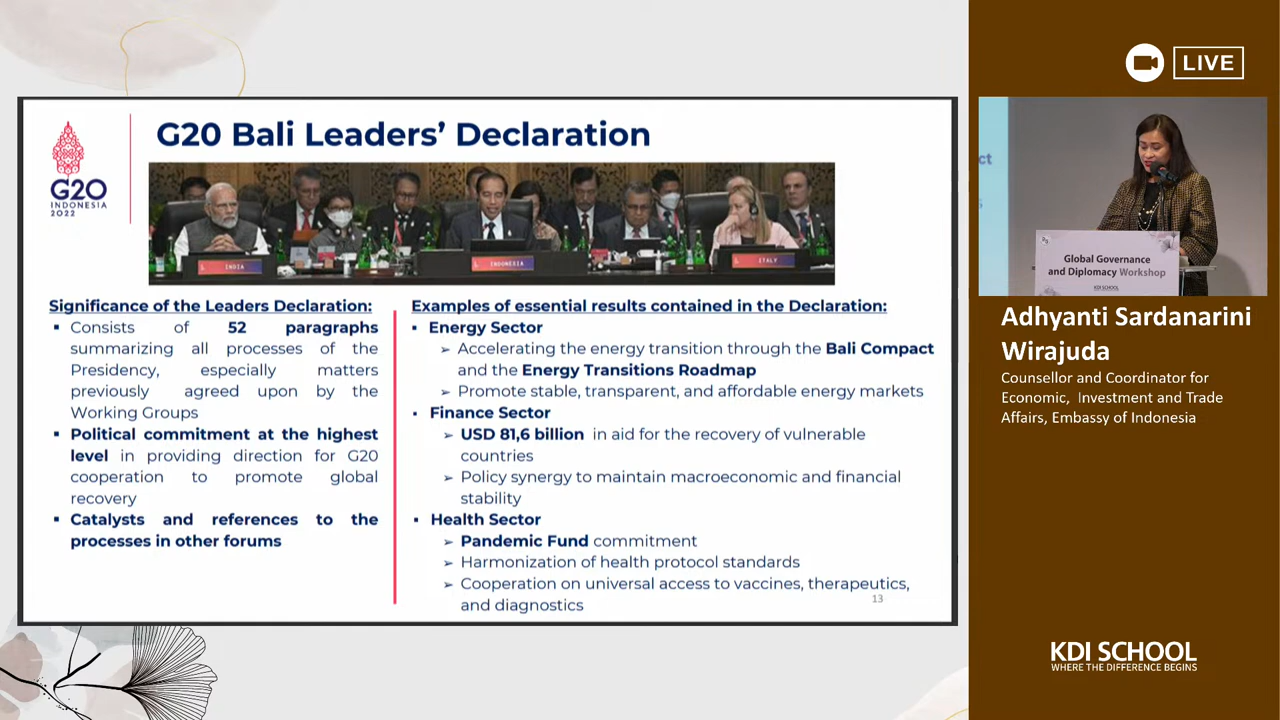 G20 Bali Leaders' Declaration
G20
INDONESIA
2022
INDIA
INDONESIA
ITALY
Significance of the Leaders Declaration:
▪ Consists of 52 paragraphs
summarizing all processes of the
Presidency, especially matters
previously agreed upon by the
Working Groups
▪ Political commitment at the highest
level in providing direction for G20
cooperation to promote global
recovery
▪ Catalysts and references to the
processes in other forums
Examples of essential results contained in the Declaration:
▪ Energy Sector
➢ Accelerating the energy transition through the Bali Compact
and the Energy Transitions Roadmap
➢ Promote stable, transparent, and affordable energy markets
▪ Finance Sector
➢ USD 81,6 billion in aid for the recovery of vulnerable
countries
➢ Policy synergy to maintain macroeconomic and financial
stability
▪ Health Sector
➢ Pandemic Fund commitment
➢ Harmonization of health protocol standards
➢ Cooperation on universal access to vaccines, therapeutics,
and diagnostics
13
LIVE
ct
Global Governance
and Diplomacy Workshop
KDI SCHOOL
Adhyanti Sardanarini
Wirajuda
Counsellor and Coordinator for
Economic, Investment and Trade
Affairs, Embassy of Indonesia
KDI SCHOOL
WHERE THE DIFFERENCE BEGINS